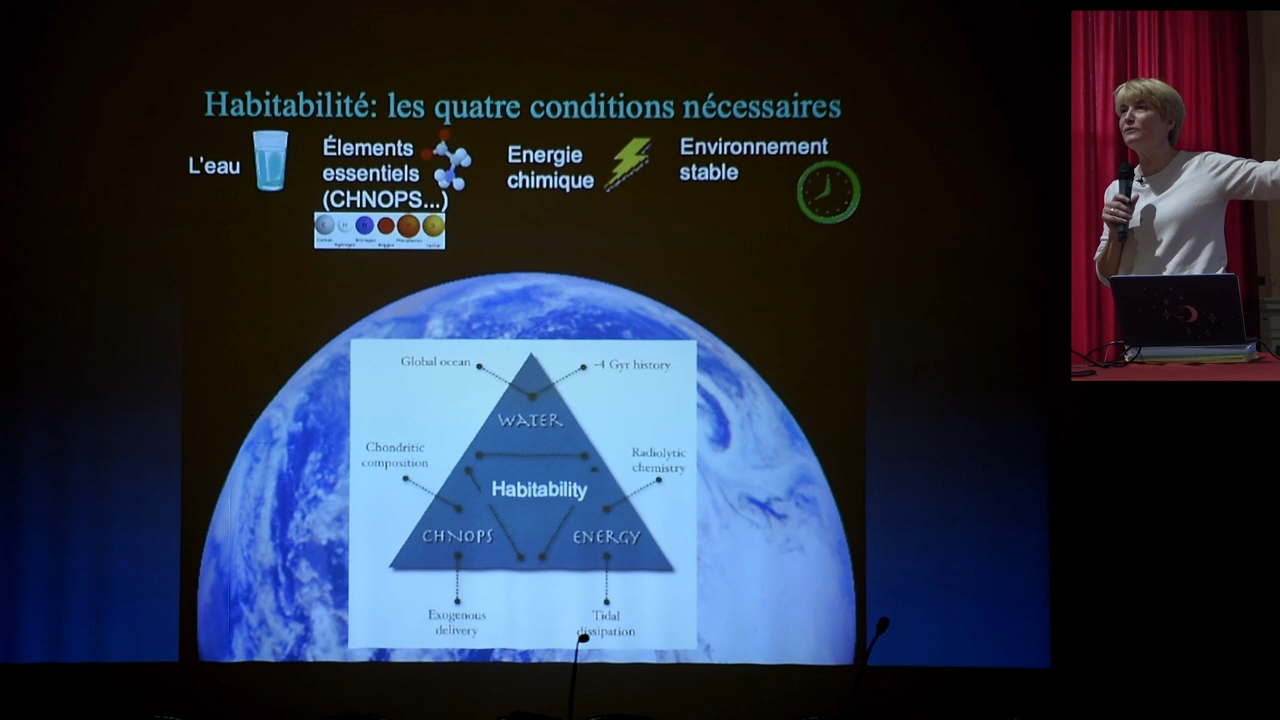 Habitabilité: les quatre conditions nécessaires
L'eau
Élements
essentiels
(CHNOPS...)
Energie
chimique
Environnement
stable
Global ocean
~4 Gyr history
WATER
Chondritic
composition
Radiolytic
chemistry
Habitability
CHNOPS
ENERGY
Exogenous
delivery
Tidal
dissipation